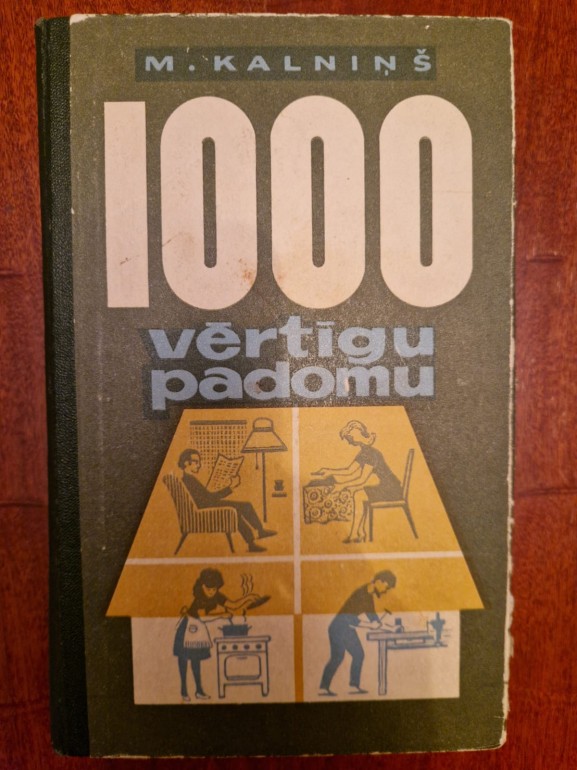 M. KALNIŅŠ
1000
vērtīgu
padomu